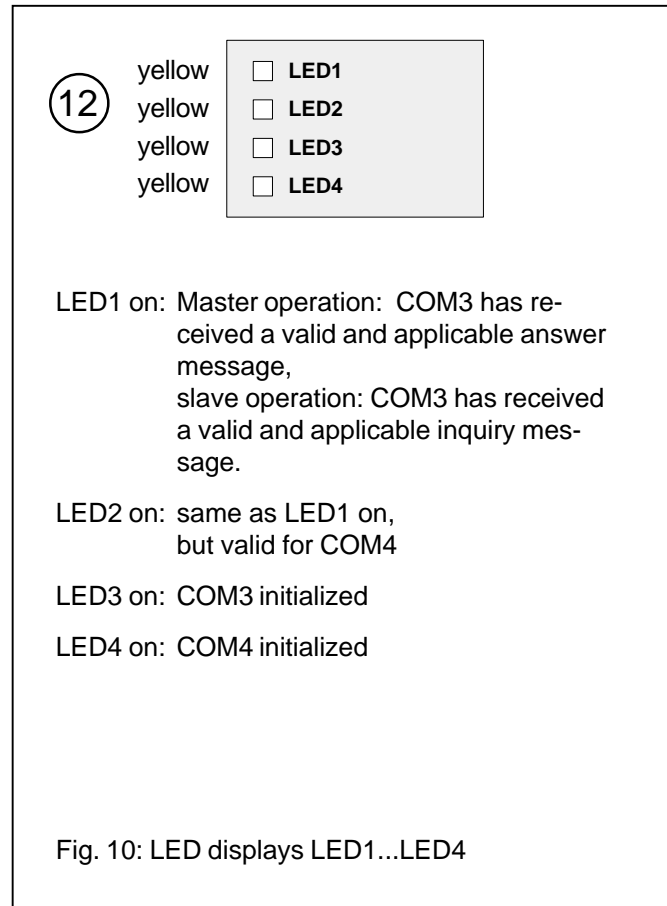 12
yellow LED1
yellow LED2
yellow LED3
yellow LED4
LED1 on: Master operation: COM3 has re-
ceived a valid and applicable answer
message,
slave operation: COM3 has received
a valid and applicable inquiry mes-
sage.
LED2 on: same as LED1 on,
but valid for COM4
LED3 on: COM3 initialized
LED4 on: COM4 initialized
Fig. 10: LED displays LED1...LED4